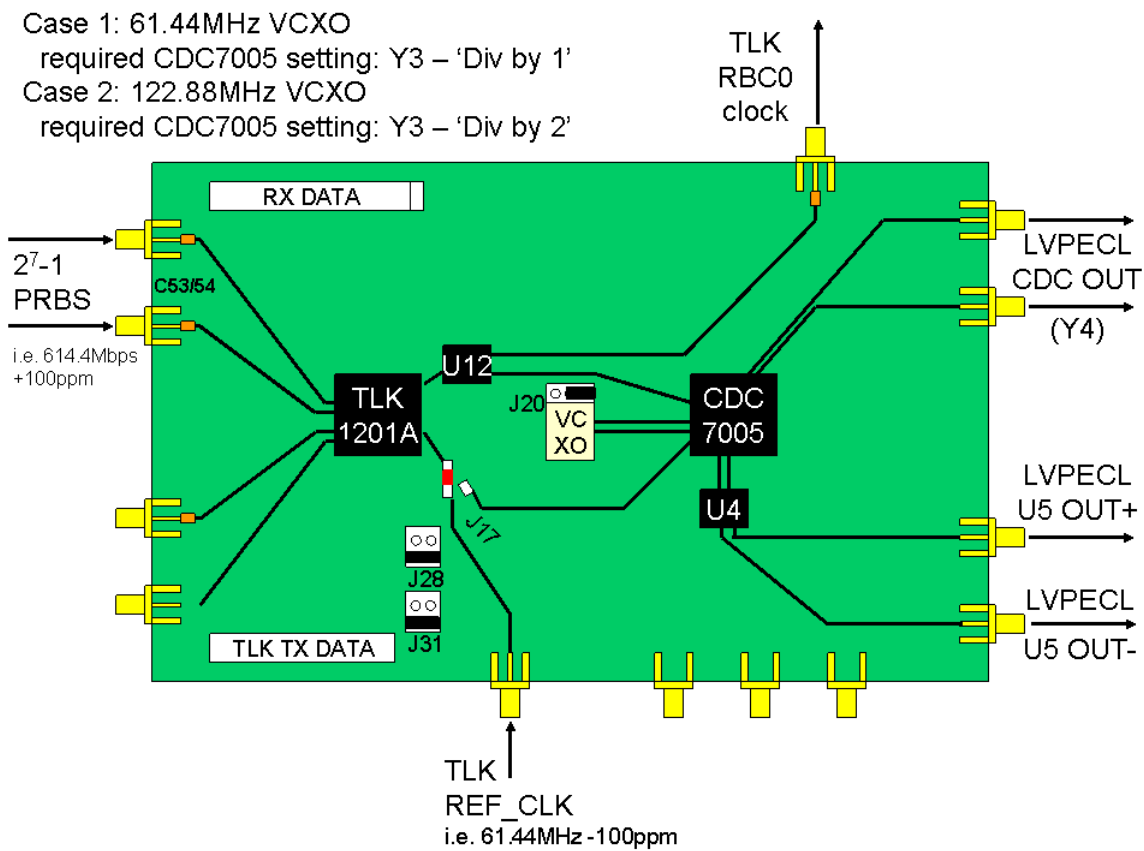 Case 1: 61.44MHz VCXO
required CDC7005 setting: Y3 – ‘Div by 1’
Case 2: 122.88MHz VCXO
required CDC7005 setting: Y3 – ‘Div by 2’
TLK
RBC0
clock
RX DATA
2⁷-1
PRBS
i.e. 614.4Mbps
+100ppm
C53/54
LVPECL
CDC OUT
(Y4)
U12
TLK
1201A
J20
VC
XO
CDC
7005
J17
U4
LVPECL
U5 OUT+
J28
J31
LVPECL
U5 OUT-
TLK TX DATA
TLK
REF_CLK
i.e. 61.44MHz -100ppm